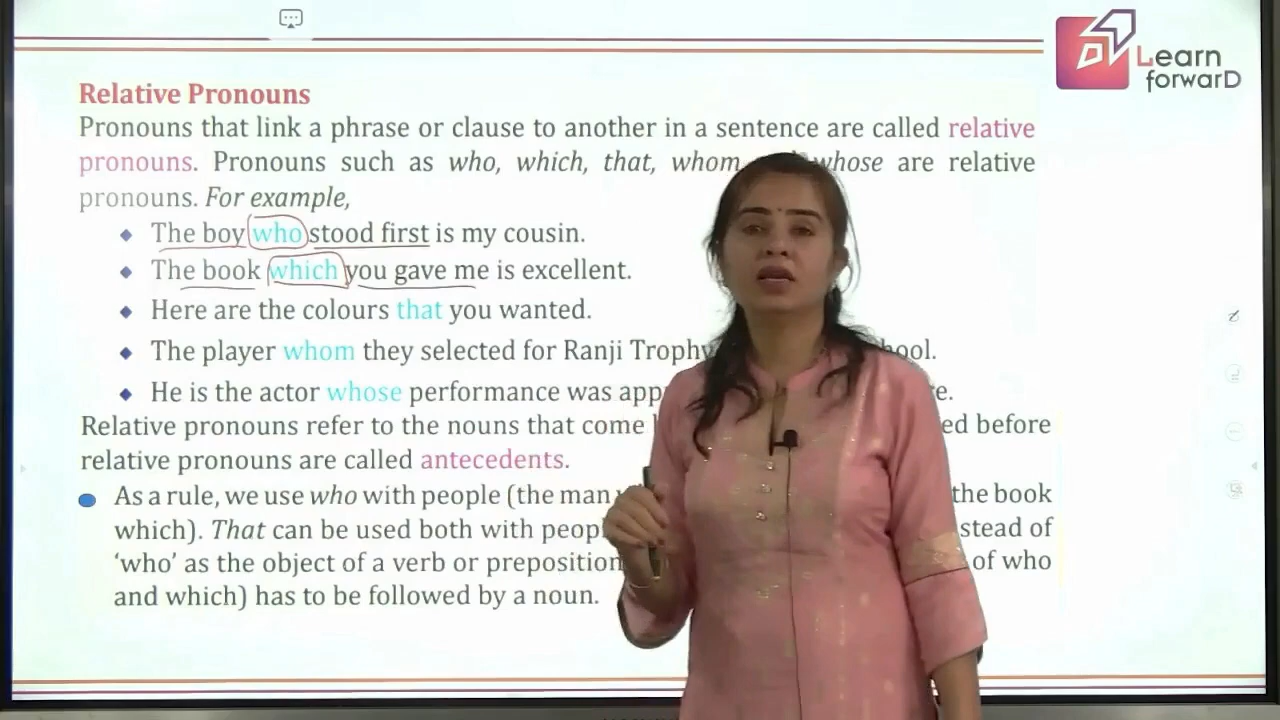 Learn
forwarD
Relative Pronouns
Pronouns that link a phrase or clause to another in a sentence are called relative
pronouns. Pronouns such as who, which, that, whom whose are relative
pronouns. For example,
The boy who stood first is my cousin.
The book which you gave me is excellent.
Here are the colours that you wanted.
The player whom they selected for Ranji Trophy
He is the actor whose performance was
Relative pronouns refer to the nouns that come before
relative pronouns are called antecedents.
As a rule, we use who with people (the man the book
which). That can be used both with of
‘who’ as the object of a verb or preposition of who
and which) has to be followed by a noun.